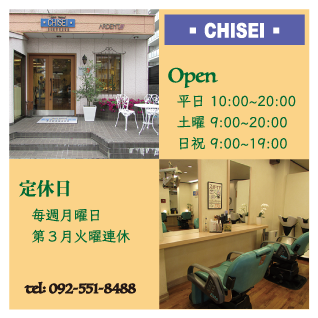 CHISEI
ARDENTE
▪ CHISEI ▪
Open
平日 10:00~20:00
土曜 9:00~20:00
日祝 9:00~19:00
定休日
毎週月曜日
第３月火曜連休
tel: 092-551-8488